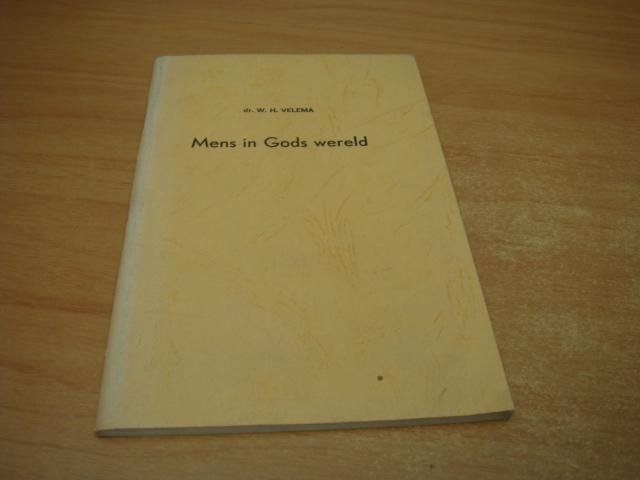 dr. W. H. VELEMA
Mens in Gods wereld